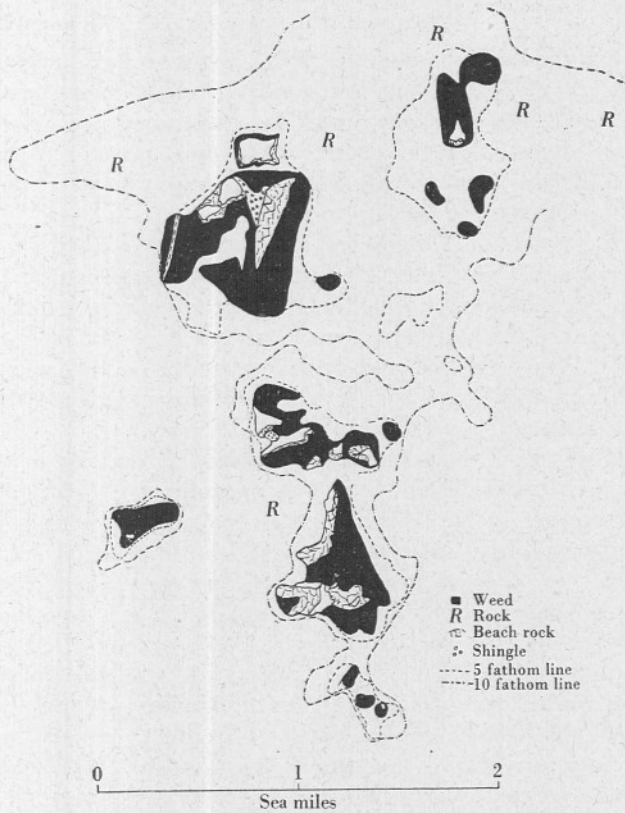 R
R
R
R
R
R
Weed
R Rock
Beach rock
Shingle
5 fathom line
10 fathom line
0 1 2
Sea miles